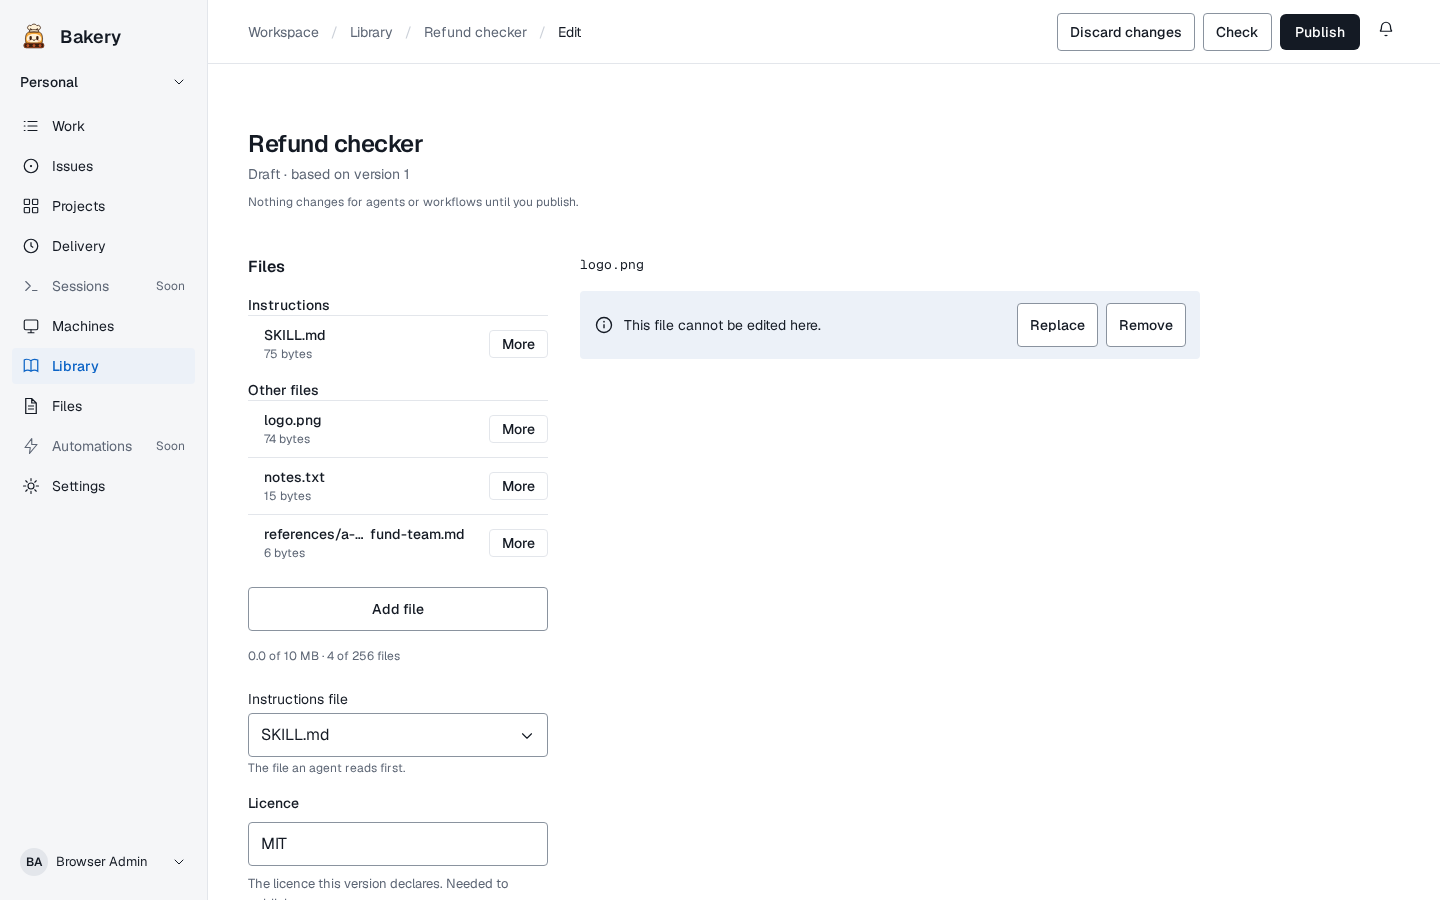 Bakery
Personal
Work
Issues
Projects
Delivery
Sessions Soon
Machines
Library
Files
Automations Soon
Settings
BA Browser Admin
Workspace / Library / Refund checker / Edit
Discard changes Check Publish
Refund checker
Draft · based on version 1
Nothing changes for agents or workflows until you publish.
Files
Instructions
SKILL.md
75 bytes
More
Other files
logo.png
74 bytes
More
notes.txt
15 bytes
More
references/a-... fund-team.md
6 bytes
More
Add file
0.0 of 10 MB · 4 of 256 files
Instructions file
SKILL.md
The file an agent reads first.
Licence
MIT
The licence this version declares. Needed to
logo.png
This file cannot be edited here.
Replace Remove